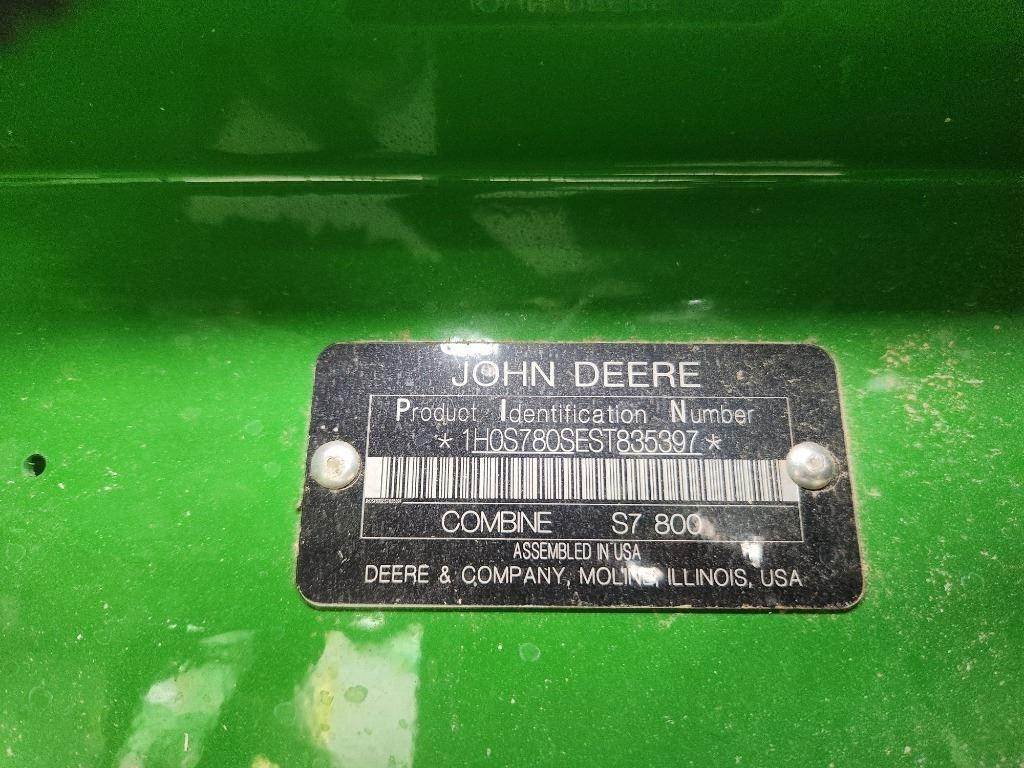 JOHN DEERE
Product Identification Number
*1H0S780SEST835397*
COMBINE S7 800
ASSEMBLED IN USA
DEERE & COMPANY, MOLINE, ILLINOIS, USA